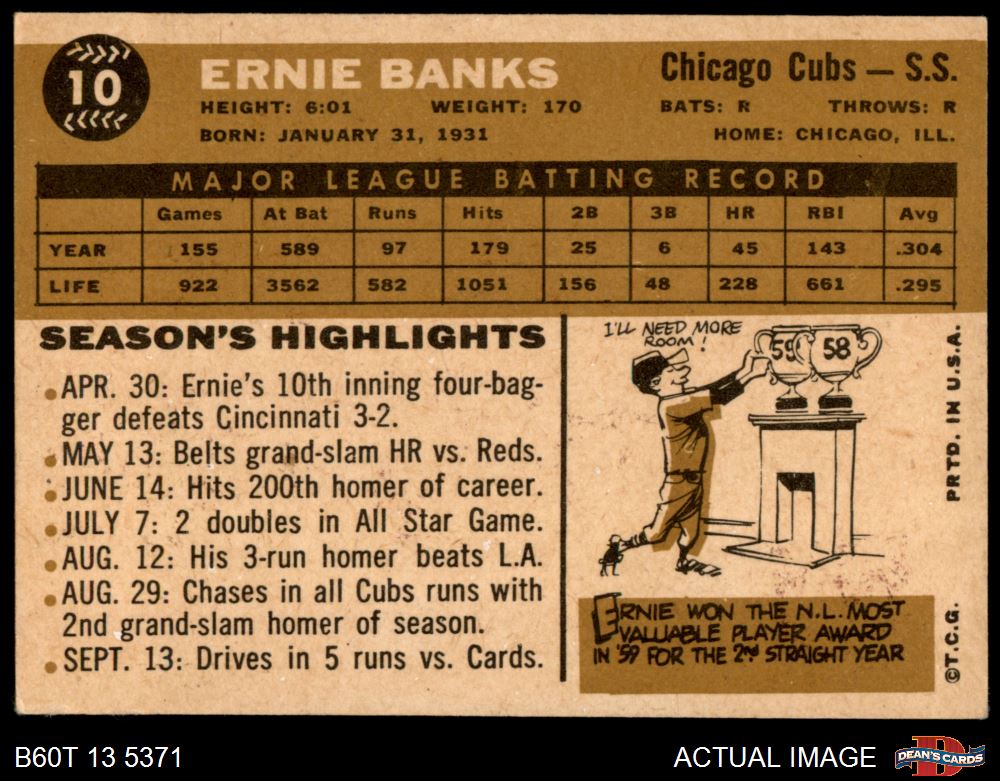 10
ERNIE BANKS
Chicago Cubs — S.S.
HEIGHT: 6:01 WEIGHT: 170 BATS: R THROWS: R
BORN: JANUARY 31, 1931 HOME: CHICAGO, ILL.
MAJOR LEAGUE BATTING RECORD
Games At Bat Runs Hits 2B 3B HR RBI Avg
YEAR 155 589 97 179 25 6 45 143 .304
LIFE 922 3562 582 1051 156 48 228 661 .295
SEASON'S HIGHLIGHTS
• APR. 30: Ernie's 10th inning four-bag-
ger defeats Cincinnati 3-2.
• MAY 13: Belts grand-slam HR vs. Reds.
• JUNE 14: Hits 200th homer of career.
• JULY 7: 2 doubles in All Star Game.
• AUG. 12: His 3-run homer beats L.A.
• AUG. 29: Chases in all Cubs runs with
2nd grand-slam homer of season.
• SEPT. 13: Drives in 5 runs vs. Cards.
I'LL NEED MORE
ROOM!
59 58
ERNIE WON THE N.L. MOST
VALUABLE PLAYER AWARD
IN '59 FOR THE 2ND STRAIGHT YEAR
PRTD. IN U.S.A.
©T.C.G.
B60T 13 5371
ACTUAL IMAGE
D
DEAN'S CARDS